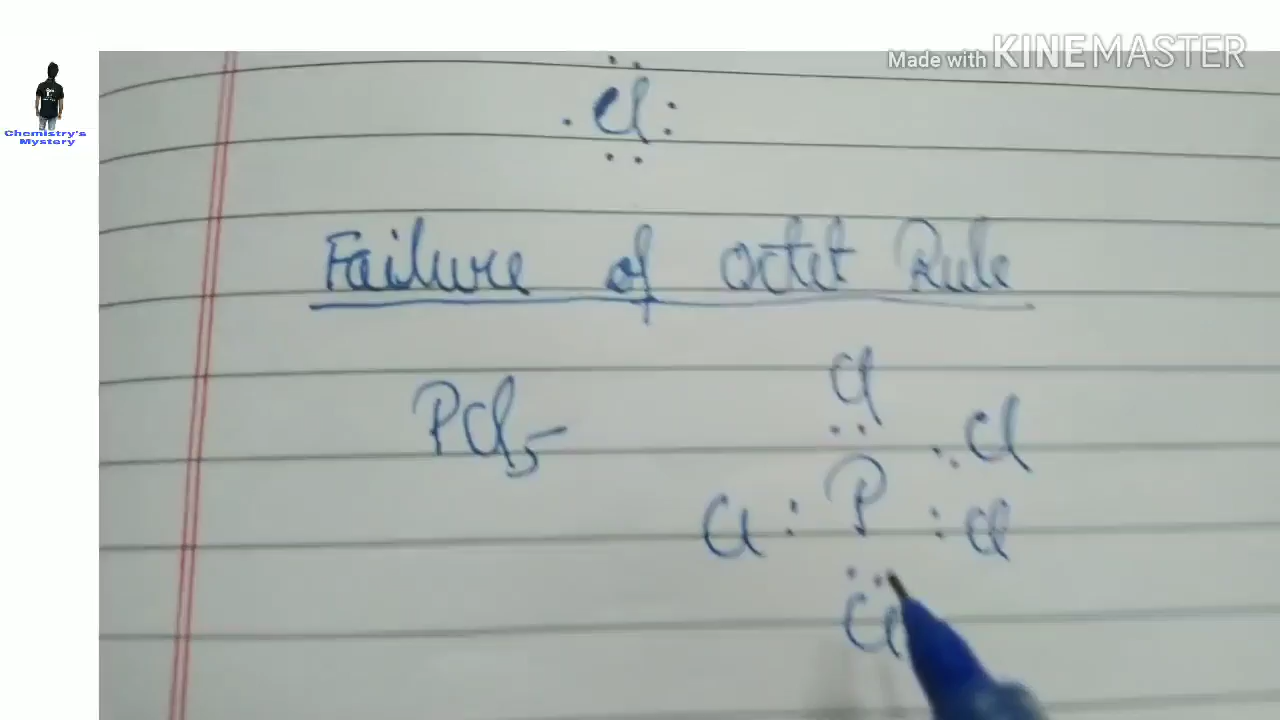 Made with KINEMASTER
Chemistry's
Mystery
Cl
Failure of Octet Rule
PCl5
Cl
Cl
P
Cl
Cl
Cl